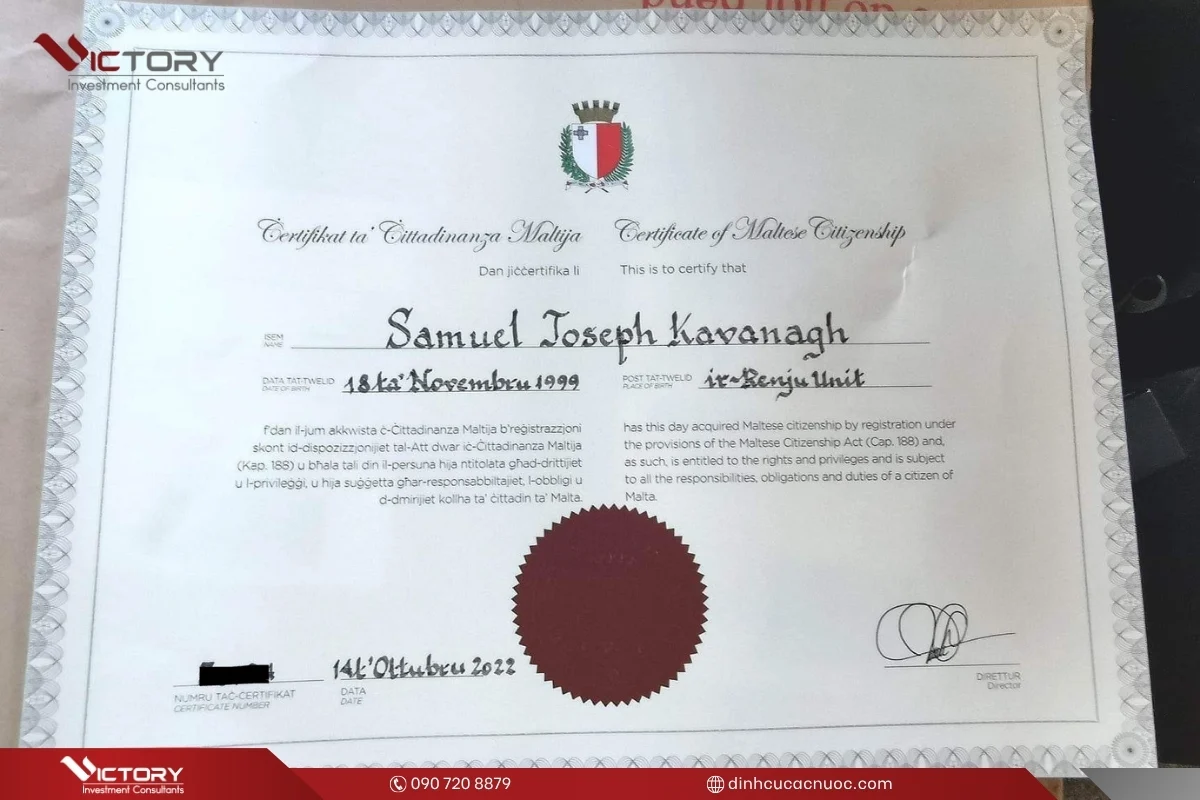 VICTORY
Investment Consultants
Ċertifikat ta' Ċittadinanza Maltija
Certificate of Maltese Citizenship
Dan jiċċertifika li
This is to certify that
ISEM
NAME
Samuel Joseph Kavanagh
DATA TAT-TWELID
DATE OF BIRTH
18 ta' Novembru 1999
POST TAT-TWELID
PLACE OF BIRTH
ir-Renju Unit
f'dan il-jum akkwista ċ-Ċittadinanza Maltija b'reġistrazzjoni
skont id-dispożizzjonijiet tal-Att dwar iċ-Ċittadinanza Maltija
(Kap. 188) u bħala tali din il-persuna hija ntitolata għad-drittijiet
u l-privileġġi, u hija suġġetta għar-responsabbiltajiet, l-obbligi u
d-dmirijiet kollha ta' ċittadin ta' Malta.
has this day acquired Maltese citizenship by registration under
the provisions of the Maltese Citizenship Act (Cap. 188) and,
as such, is entitled to the rights and privileges and is subject
to all the responsibilities, obligations and duties of a citizen of
Malta.
NUMRU TAĊ-ĊERTIFIKAT
CERTIFICATE NUMBER
14 t'Ottubru 2022
DATA
DATE
DIRETTUR
Director
VICTORY
Investment Consultants
090 720 8879
dinhcucacnuoc.com